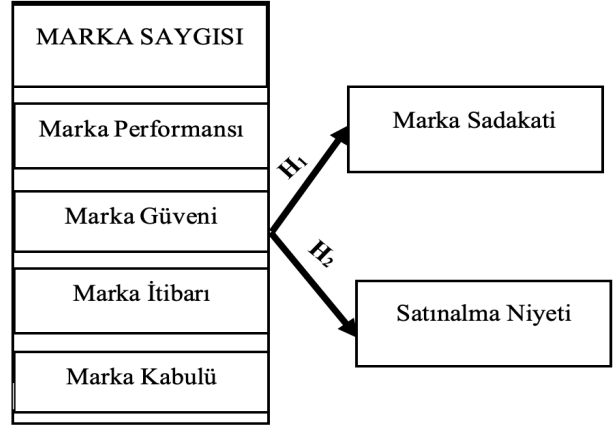 MARKA SAYGISI
Marka Performansı
Marka Güveni
Marka İtibarı
Marka Kabulü
H₁
H₂
Marka Sadakati
Satınalma Niyeti